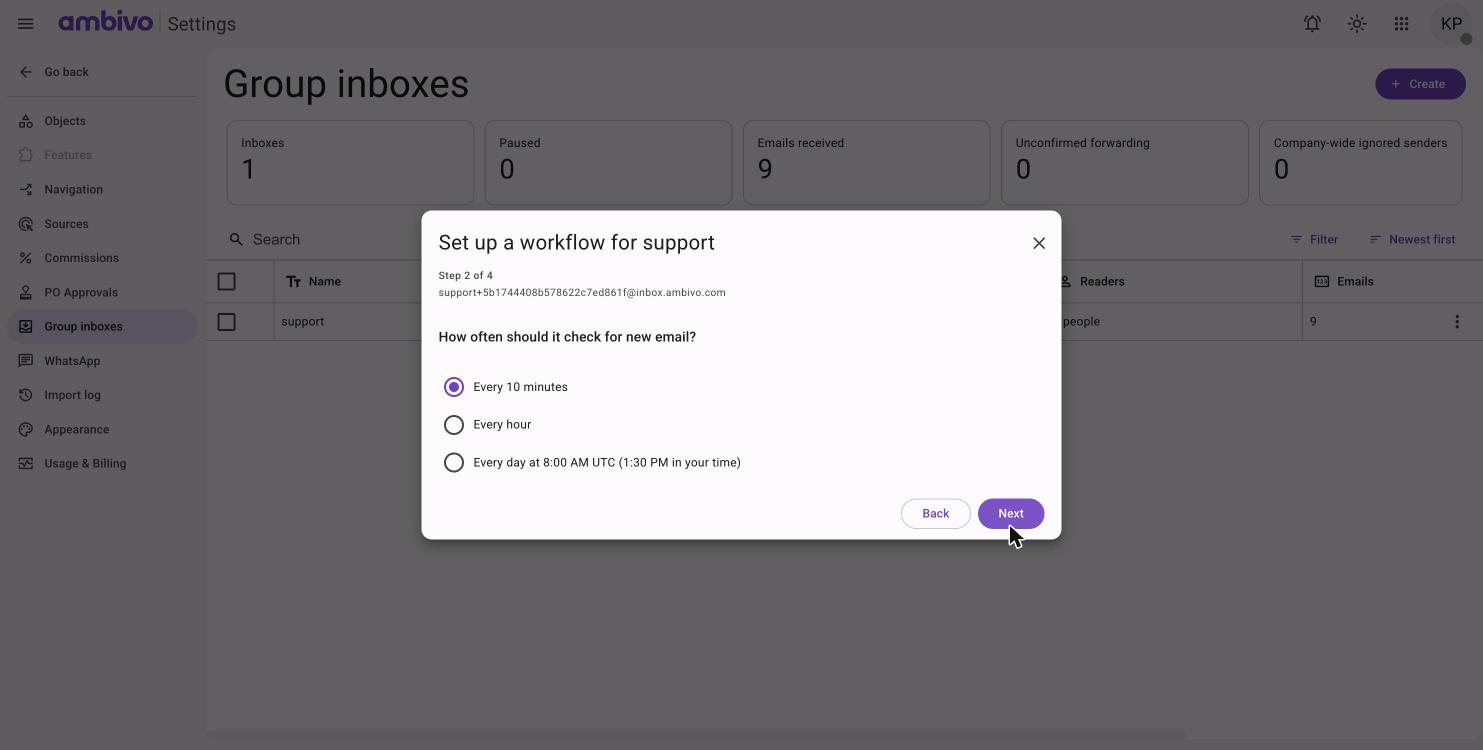 ambivo Settings
KP
Go back
Objects
Features
Navigation
Sources
Commissions
PO Approvals
Group inboxes
WhatsApp
Import log
Appearance
Usage & Billing
Group inboxes
+ Create
Inboxes
1
Paused
0
Emails received
9
Unconfirmed forwarding
0
Company-wide ignored senders
0
Search
Filter
Newest first
Name
Readers
123 Emails
support
people
9
Set up a workflow for support
Step 2 of 4
support+5b1744408b578622c7ed861f@inbox.ambivo.com
How often should it check for new email?
Every 10 minutes
Every hour
Every day at 8:00 AM UTC (1:30 PM in your time)
Back
Next